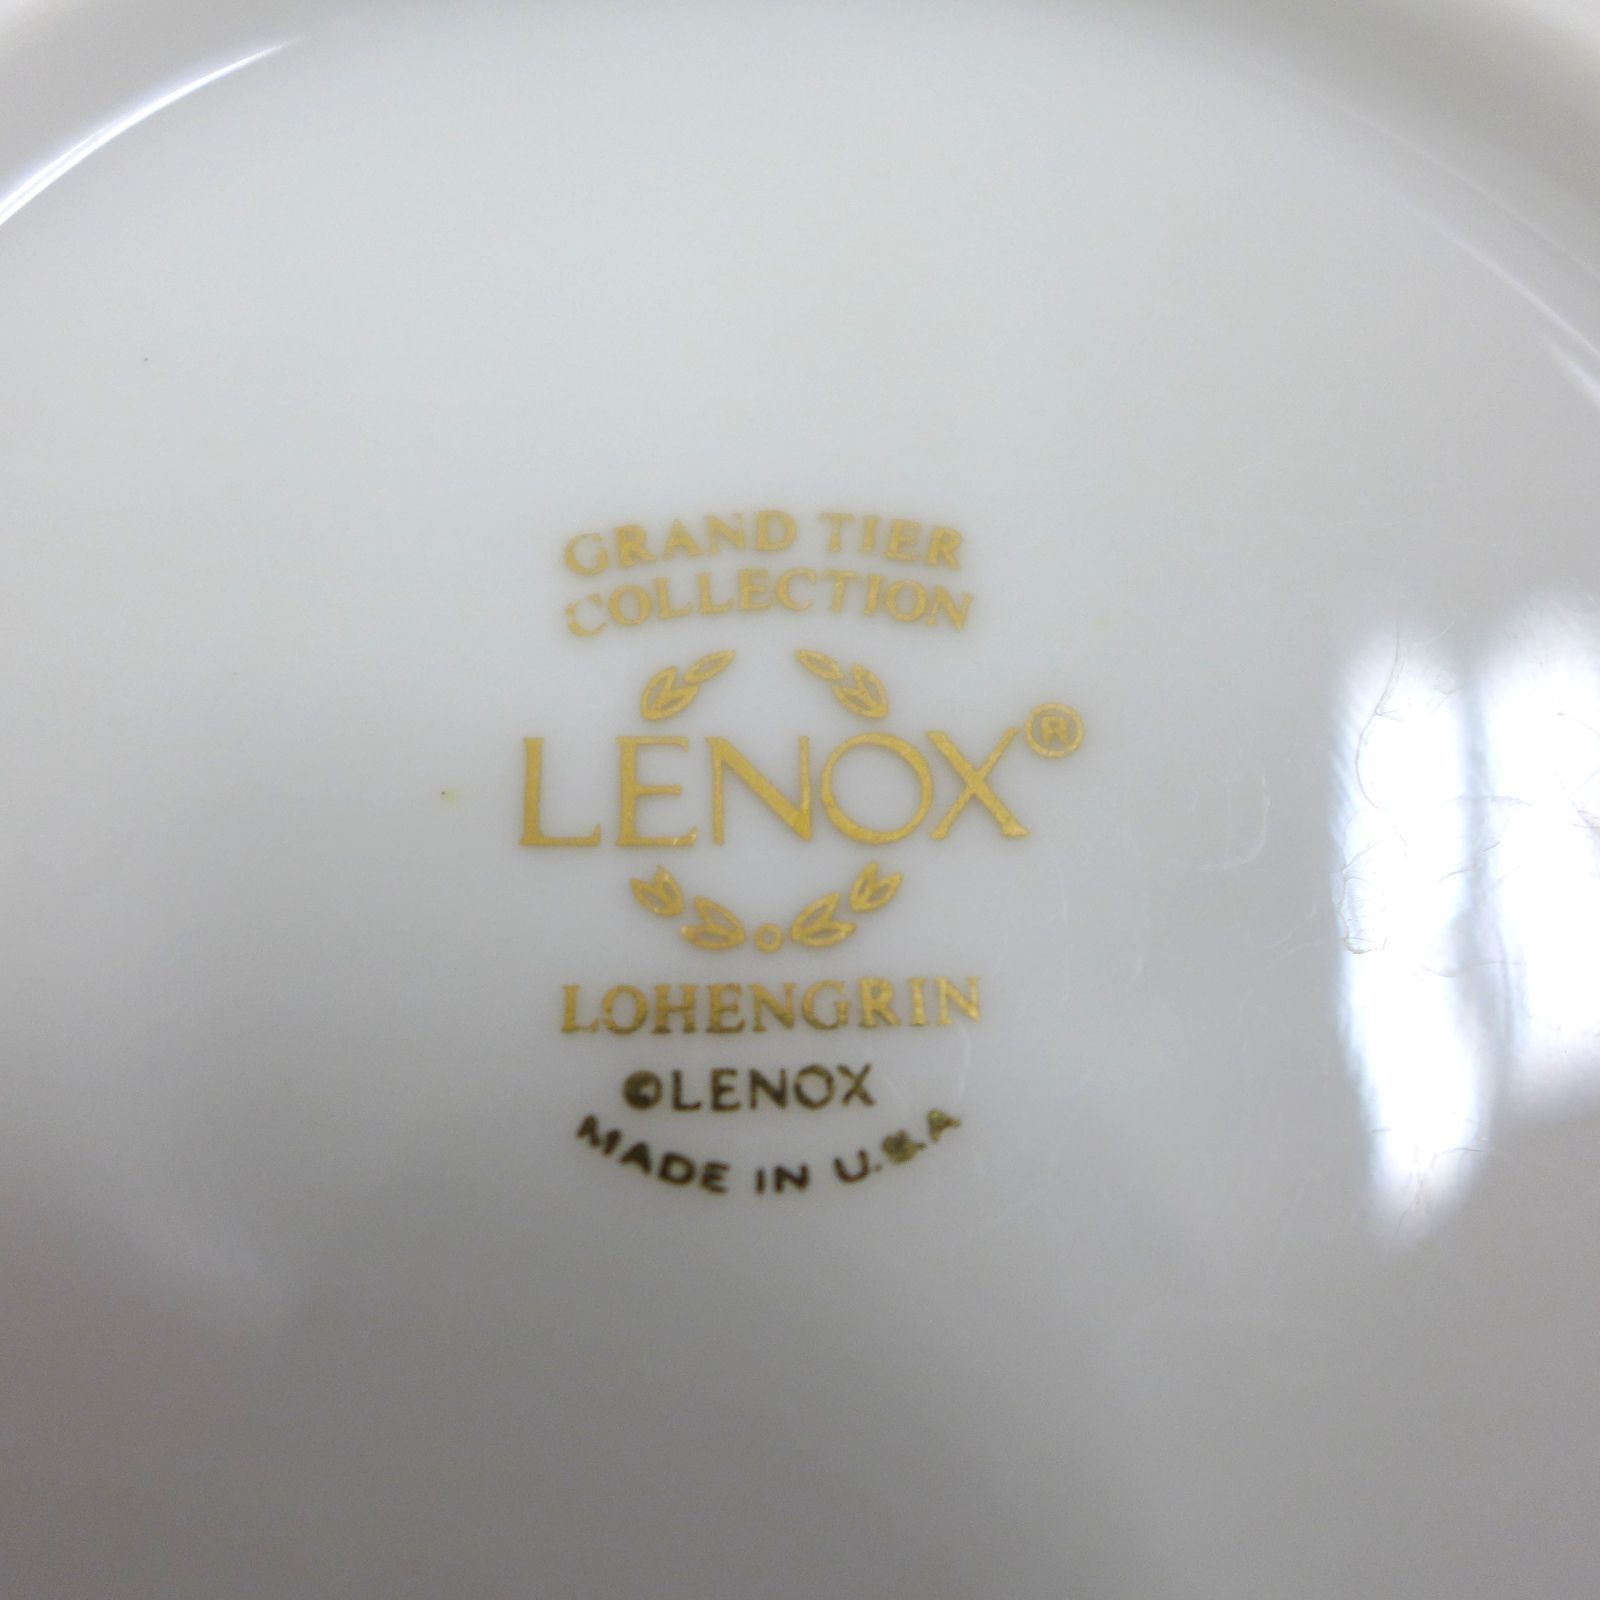 GRAND TIER
COLLECTION
LENOX®
LOHENGRIN
©LENOX
MADE IN U.S.A